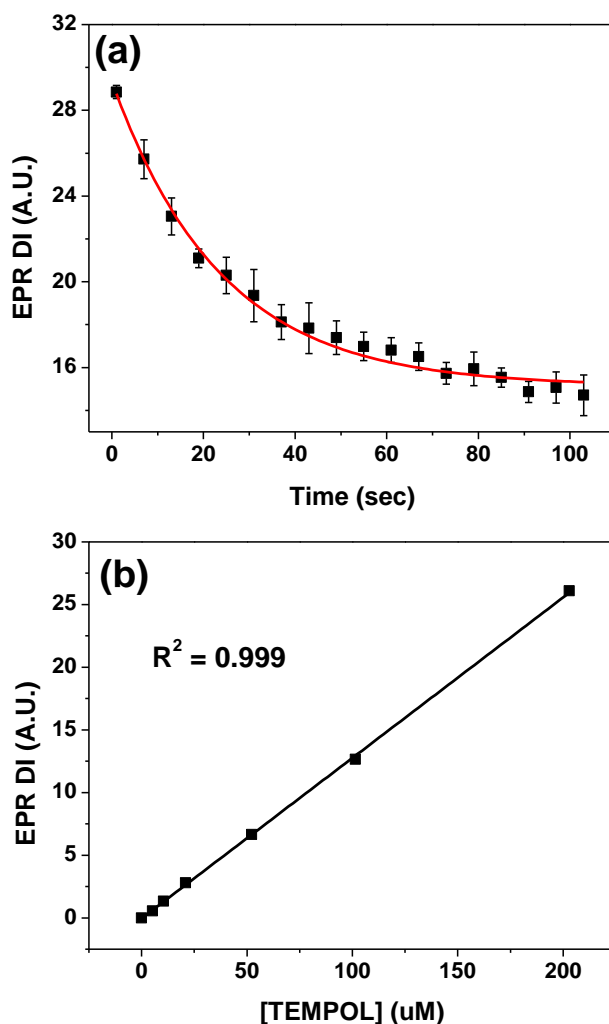 (a)
32
28
24
20
16
EPR DI (A.U.)
0 20 40 60 80 100
Time (sec)
(b)
30
25
20
15
10
5
0
R² = 0.999
EPR DI (A.U.)
0 50 100 150 200
[TEMPOL] (uM)